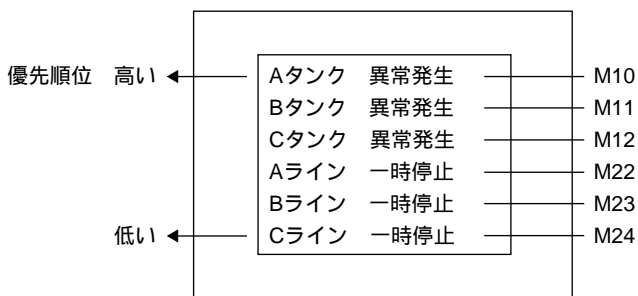 優先順位 高い Aタンク 異常発生 M10
Bタンク 異常発生 M11
Cタンク 異常発生 M12
Aライン 一時停止 M22
Bライン 一時停止 M23
低い Cライン 一時停止 M24